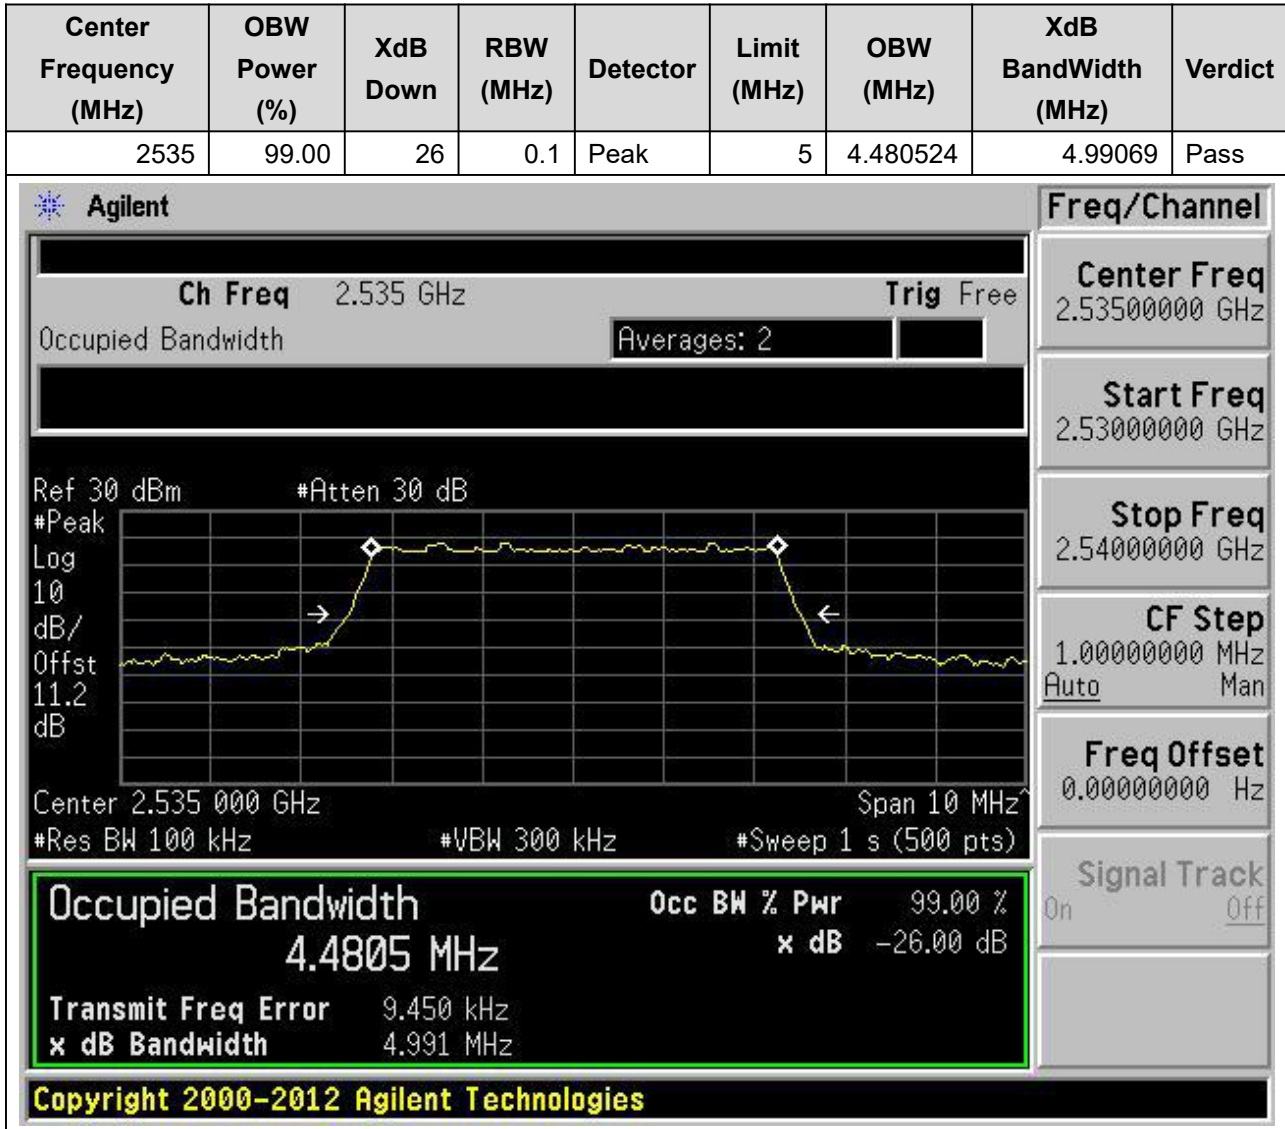 Center Frequency (MHz) OBW Power (%) XdB Down RBW (MHz) Detector Limit (MHz) OBW (MHz) XdB BandWidth (MHz) Verdict
2535 99.00 26 0.1 Peak 5 4.480524 4.99069 Pass
Agilent
Freq/Channel
Ch Freq 2.535 GHz Trig Free
Occupied Bandwidth Averages: 2
Center Freq
2.53500000 GHz
Start Freq
2.53000000 GHz
Stop Freq
2.54000000 GHz
CF Step
1.00000000 MHz
Auto Man
Freq Offset
0.00000000 Hz
Signal Track
On Off
Ref 30 dBm #Atten 30 dB
#Peak
Log
10
dB/
Offst
11.2
dB
Center 2.535 000 GHz Span 10 MHz^
#Res BW 100 kHz #VBW 300 kHz #Sweep 1 s (500 pts)
Occupied Bandwidth Occ BW % Pwr 99.00 %
4.4805 MHz x dB -26.00 dB
Transmit Freq Error 9.450 kHz
x dB Bandwidth 4.991 MHz
Copyright 2000-2012 Agilent Technologies